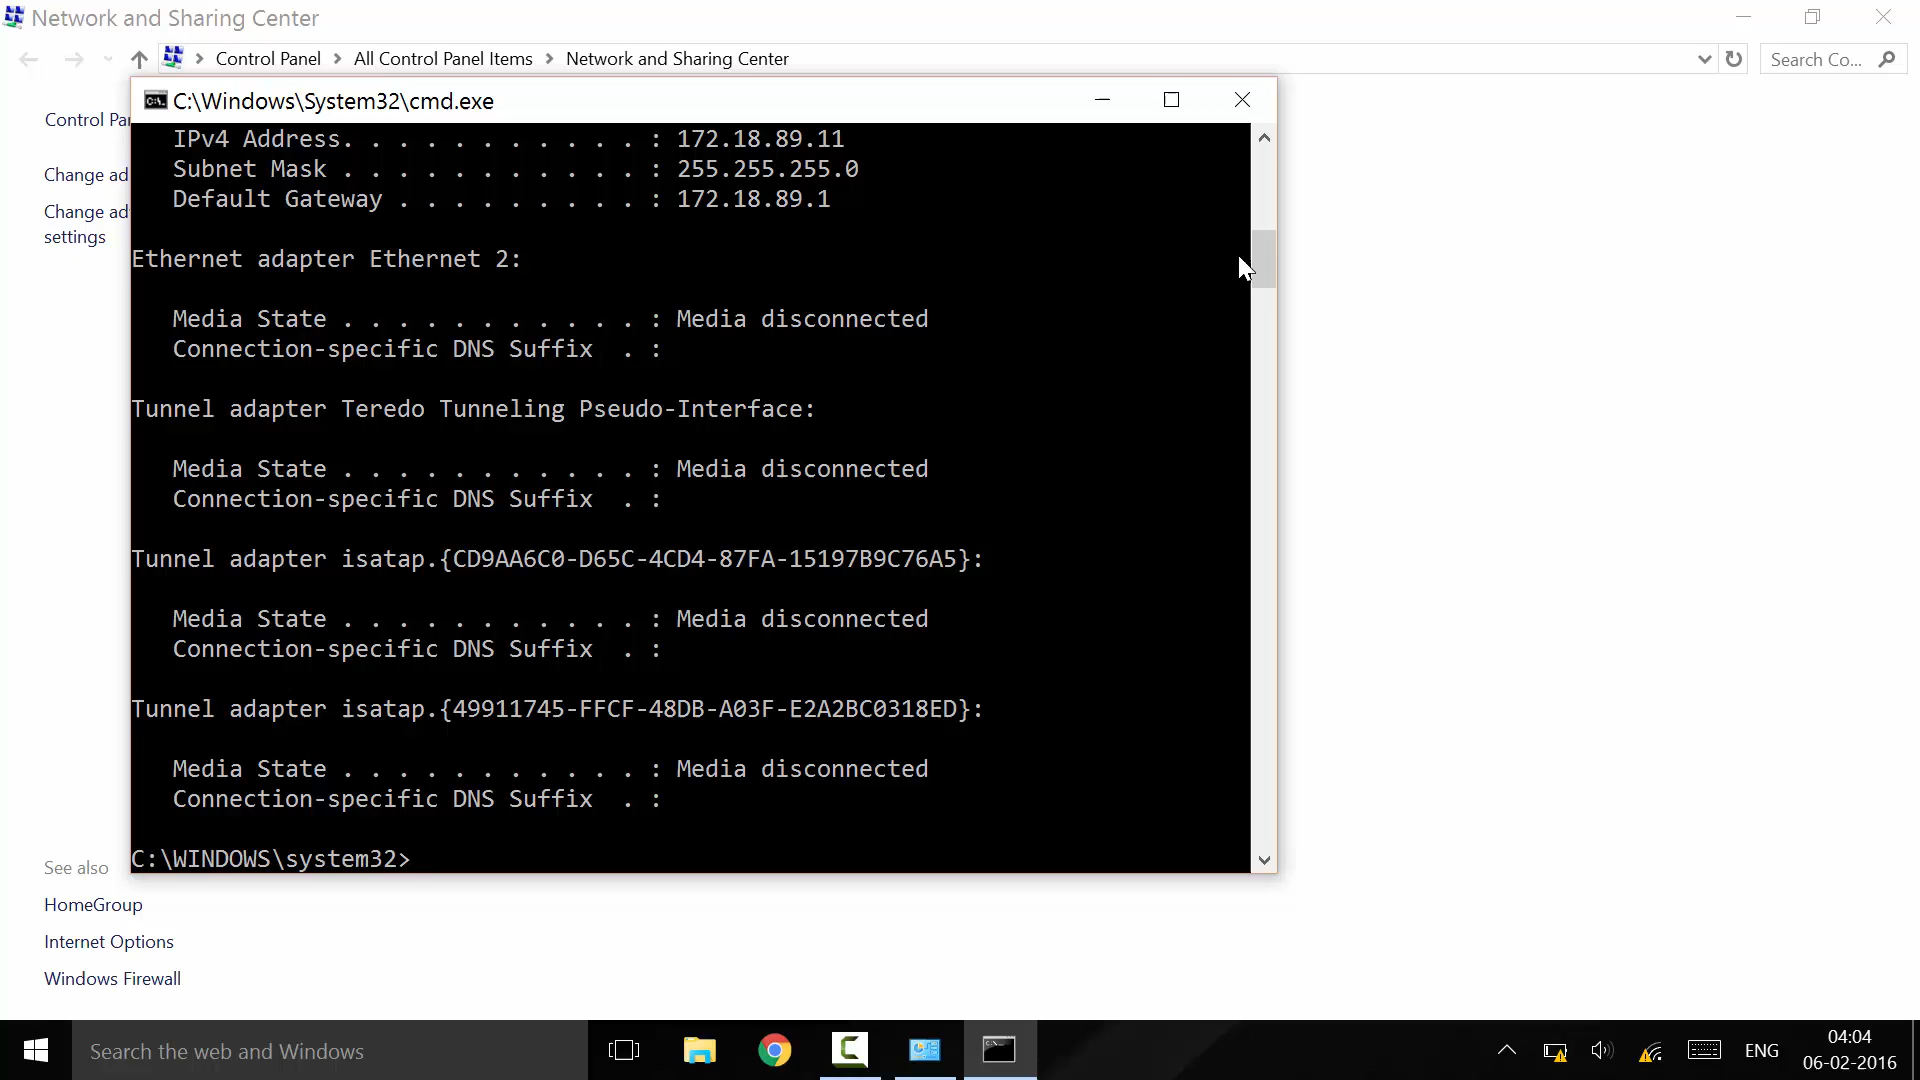 Network and Sharing Center
Control Panel > All Control Panel Items > Network and Sharing Center
Search Co...
C:\Windows\System32\cmd.exe
Control Pa
Change ad
Change ad
settings
IPv4 Address. . . . . . . . . . . : 172.18.89.11
Subnet Mask . . . . . . . . . . . : 255.255.255.0
Default Gateway . . . . . . . . . : 172.18.89.1
Ethernet adapter Ethernet 2:
Media State . . . . . . . . . . . : Media disconnected
Connection-specific DNS Suffix  . :
Tunnel adapter Teredo Tunneling Pseudo-Interface:
Media State . . . . . . . . . . . : Media disconnected
Connection-specific DNS Suffix  . :
Tunnel adapter isatap.{CD9AA6C0-D65C-4CD4-87FA-15197B9C76A5}:
Media State . . . . . . . . . . . : Media disconnected
Connection-specific DNS Suffix  . :
Tunnel adapter isatap.{49911745-FFCF-48DB-A03F-E2A2BC0318ED}:
Media State . . . . . . . . . . . : Media disconnected
Connection-specific DNS Suffix  . :
C:\WINDOWS\system32>
See also
HomeGroup
Internet Options
Windows Firewall
Search the web and Windows
ENG
04:04
06-02-2016